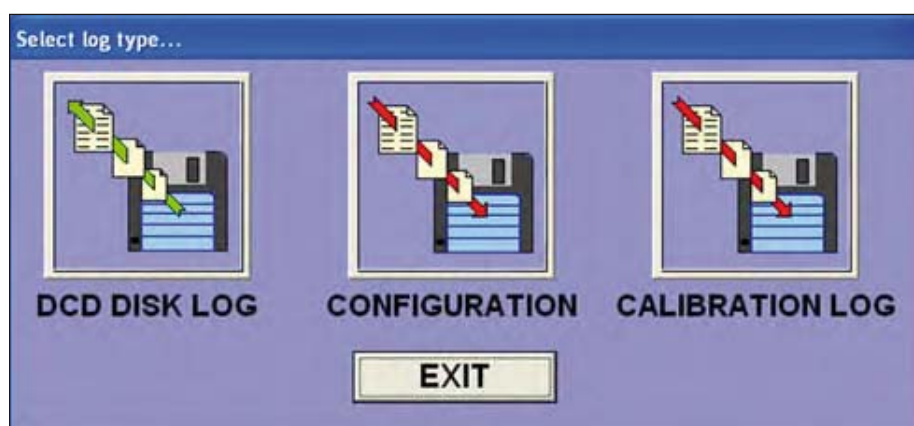 Select log type...
DCD DISK LOG
CONFIGURATION
CALIBRATION LOG
EXIT